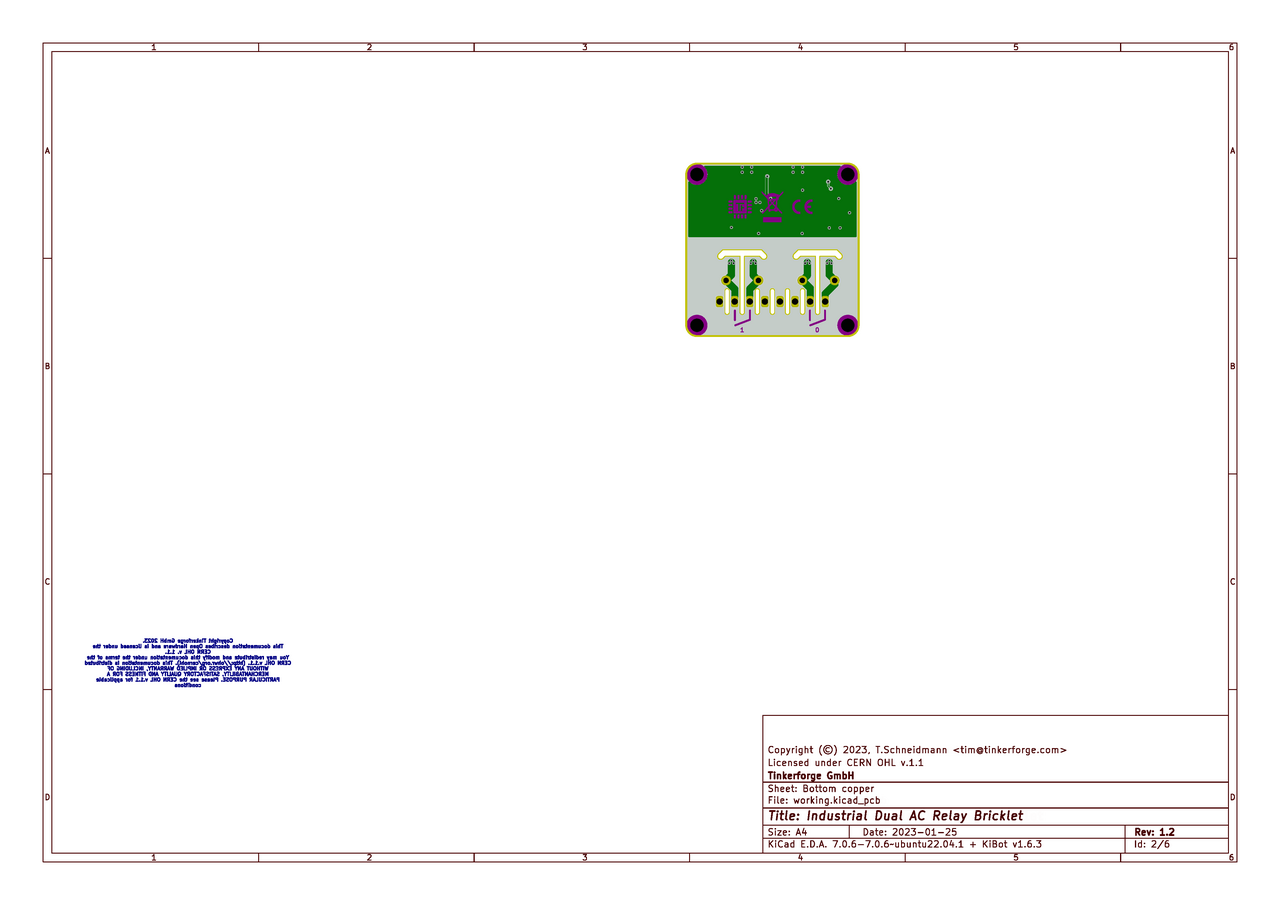 1 2 3 4 5 6
A A
1 0
B B
C C
Copyright Tinkerforge GmbH 2023.
This documentation describes Open Hardware and is licensed under the
CERN OHL v. 1.1.
You may redistribute and modify this documentation under the terms of the
CERN OHL v.1.1. (http://ohwr.org/cernohl). This documentation is distributed
WITHOUT ANY EXPRESS OR IMPLIED WARRANTY, INCLUDING OF
MERCHANTABILITY, SATISFACTORY QUALITY AND FITNESS FOR A
PARTICULAR PURPOSE. Please see the CERN OHL v.1.1 for applicable
conditions
Copyright (©) 2023, T.Schneidmann <tim@tinkerforge.com>
Licensed under CERN OHL v.1.1
Tinkerforge GmbH
Sheet: Bottom copper
File: working.kicad_pcb
D D
Title: Industrial Dual AC Relay Bricklet
Size: A4 Date: 2023-01-25 Rev: 1.2
KiCad E.D.A. 7.0.6-7.0.6~ubuntu22.04.1 + KiBot v1.6.3 Id: 2/6
1 2 3 4 5 6